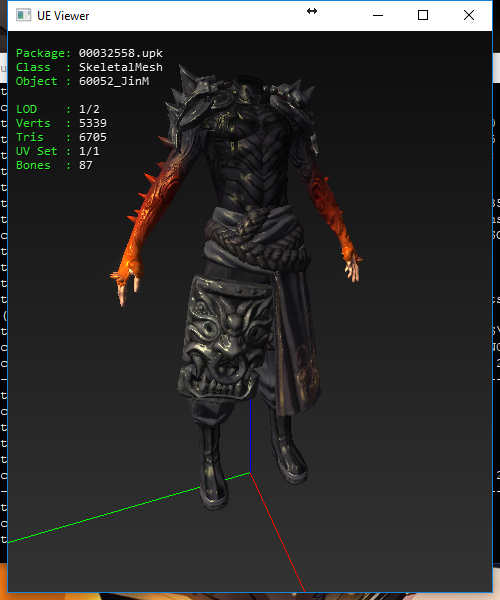 UE Viewer
Package: 00032558.upk
Class : SkeletalMesh
Object : 60052_JinM
LOD : 1/2
Verts : 5339
Tris : 6705
UV Set : 1/1
Bones : 87